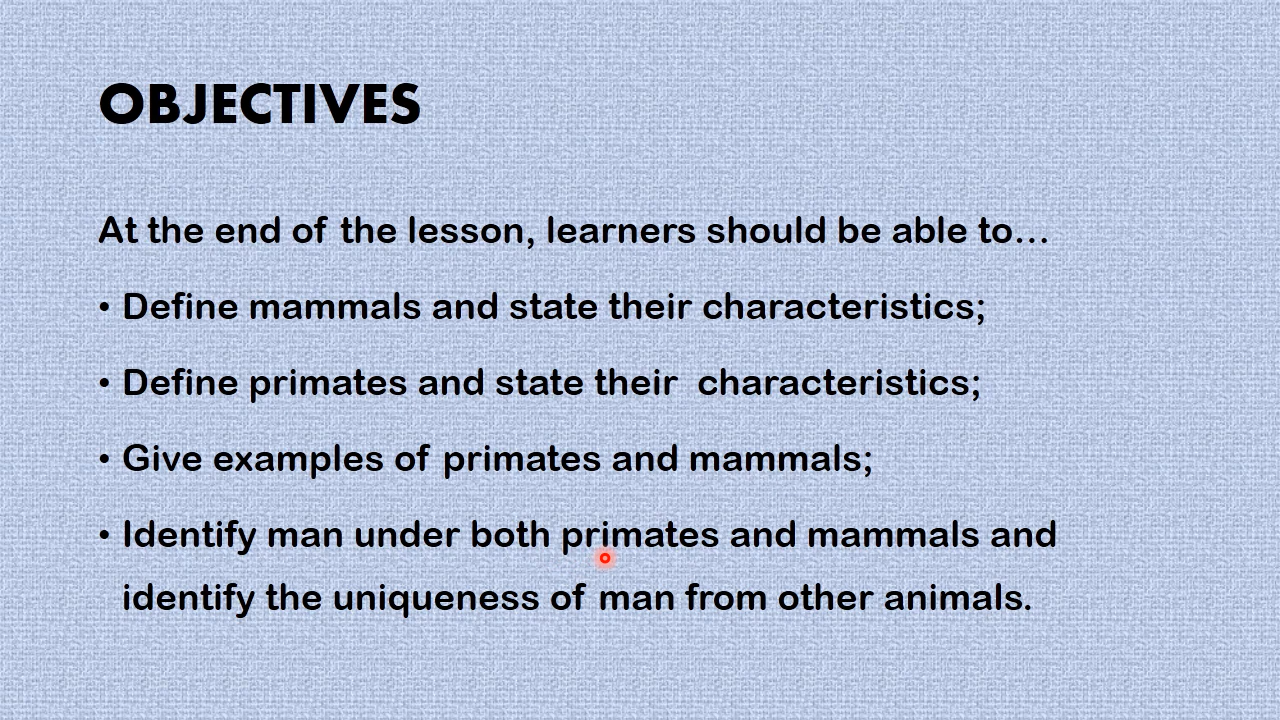 OBJECTIVES
At the end of the lesson, learners should be able to…
• Define mammals and state their characteristics;
• Define primates and state their characteristics;
• Give examples of primates and mammals;
• Identify man under both primates and mammals and
identify the uniqueness of man from other animals.